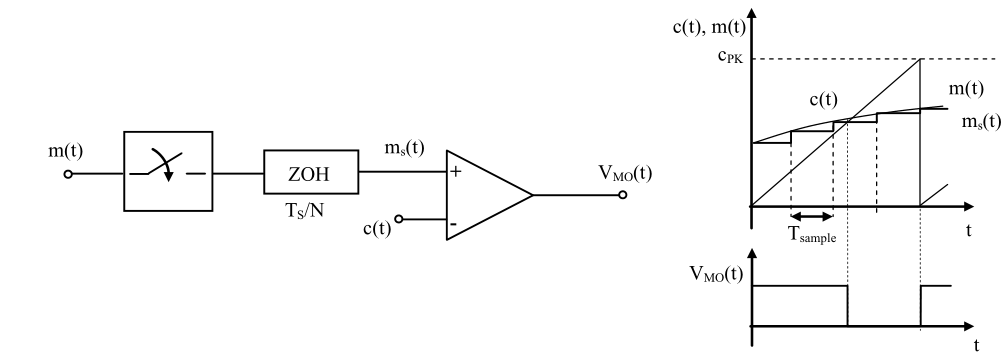 m(t)
ZOH
T_S/N
m_s(t)
c(t)
+
-
V_MO(t)
c(t), m(t)
c_PK
c(t)
m(t)
m_s(t)
T_sample
t
V_MO(t)
t